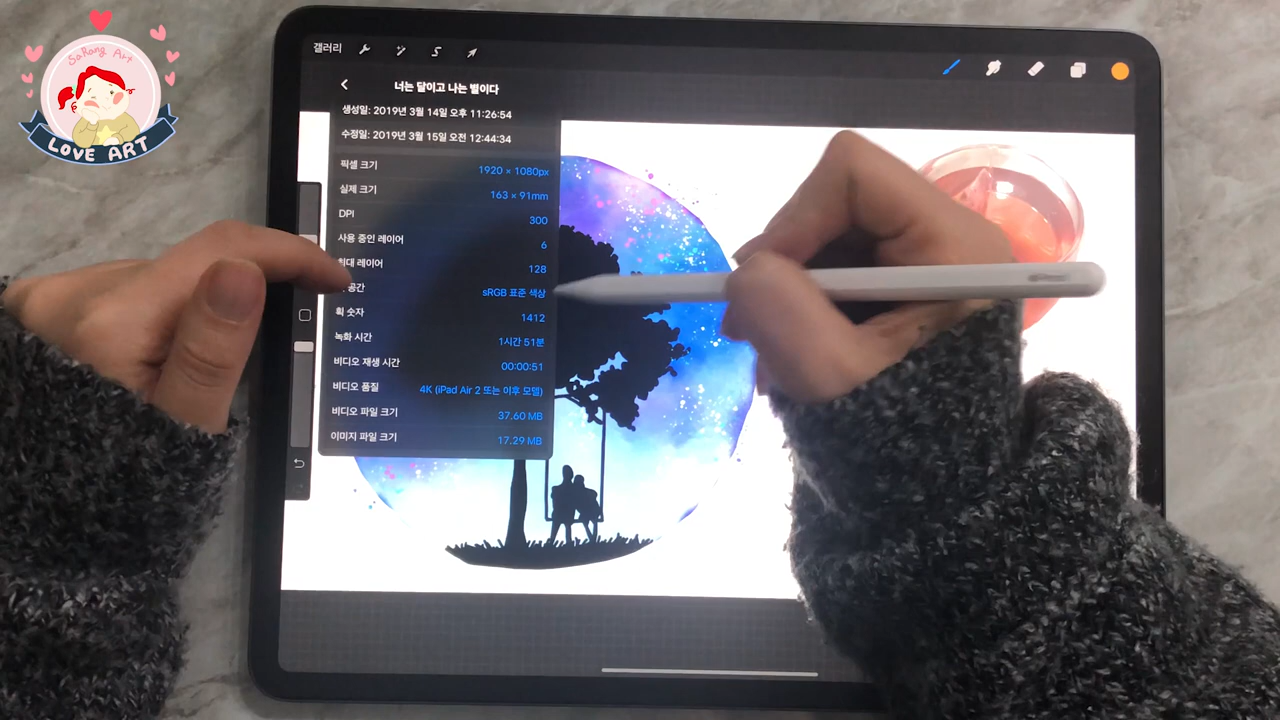 SaRang Art
LOVE ART
갤러리
너는 달이고 나는 별이다
생성일: 2019년 3월 14일 오후 11:26:54
수정일: 2019년 3월 15일 오전 12:44:34
픽셀 크기 1920 × 1080px
실제 크기 163 × 91mm
DPI 300
사용 중인 레이어 6
최대 레이어 128
공간 sRGB 표준 색상
획 숫자 1412
녹화 시간 1시간 51분
비디오 재생 시간 00:00:51
비디오 품질 4K (iPad Air 2 또는 이후 모델)
비디오 파일 크기 37.60 MB
이미지 파일 크기 17.29 MB